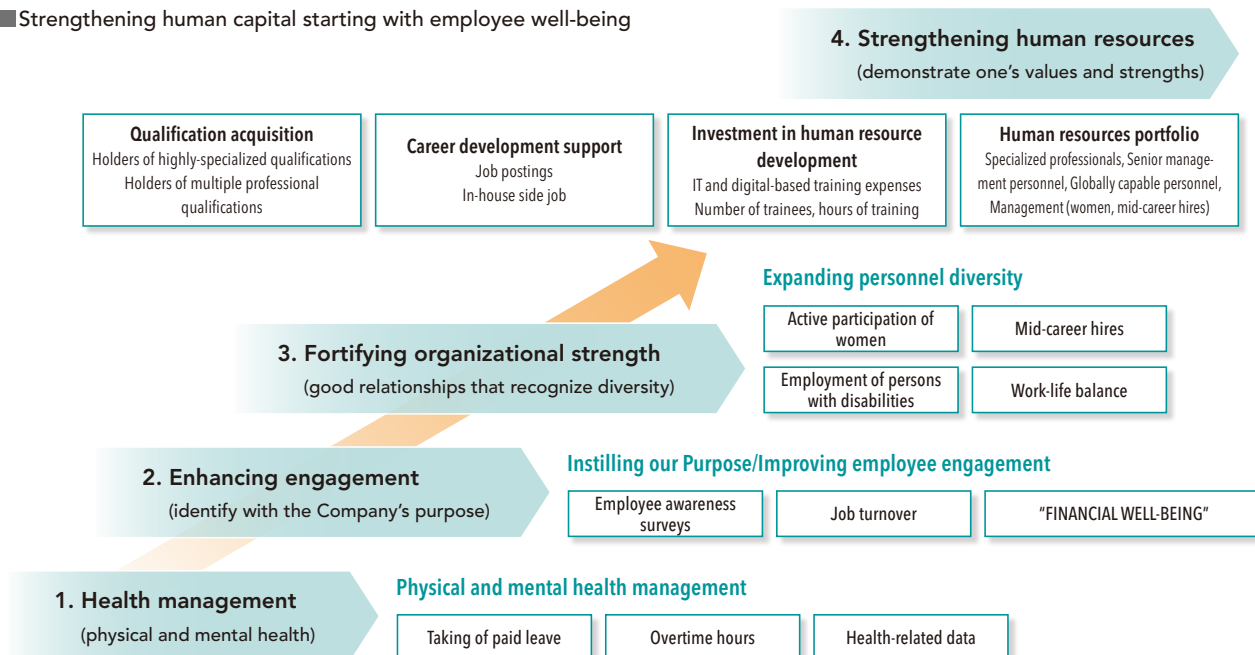 Strengthening human capital starting with employee well-being
4. Strengthening human resources
(demonstrate one’s values and strengths)
Qualification acquisition
Holders of highly-specialized qualifications
Holders of multiple professional
qualifications
Career development support
Job postings
In-house side job
Investment in human resource
development
IT and digital-based training expenses
Number of trainees, hours of training
Human resources portfolio
Specialized professionals, Senior manage-
ment personnel, Globally capable personnel,
Management (women, mid-career hires)
3. Fortifying organizational strength
(good relationships that recognize diversity)
Expanding personnel diversity
Active participation of
women
Mid-career hires
Employment of persons
with disabilities
Work-life balance
2. Enhancing engagement
(identify with the Company’s purpose)
Instilling our Purpose/Improving employee engagement
Employee awareness
surveys
Job turnover
“FINANCIAL WELL-BEING”
1. Health management
(physical and mental health)
Physical and mental health management
Taking of paid leave
Overtime hours
Health-related data